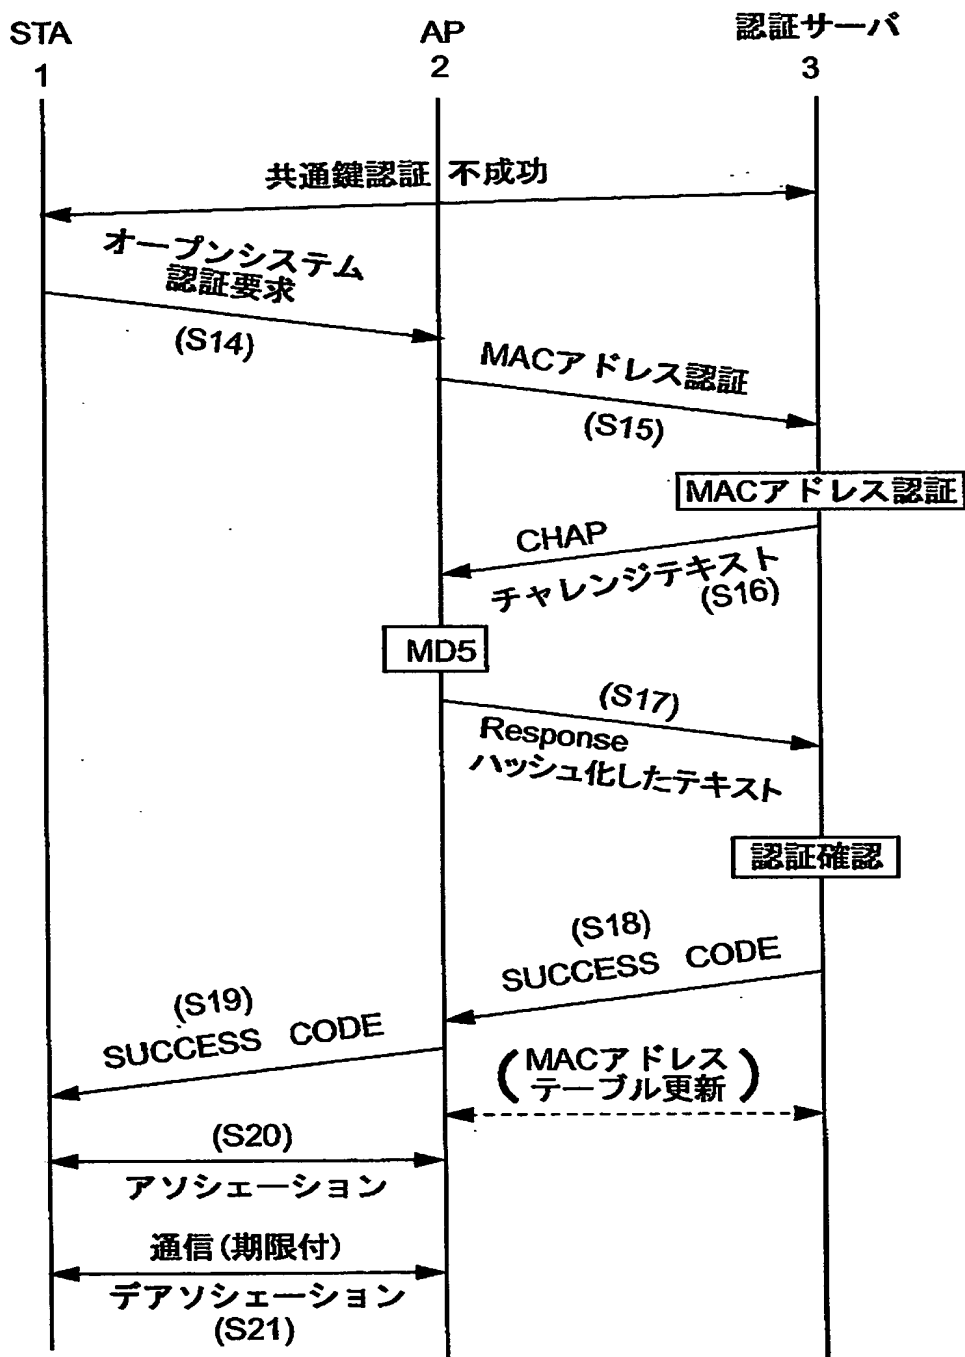 STA
AP
認証サーバ
1
2
3
共通鍵認証 不成功
オープンシステム
認証要求
(S14)
MACアドレス認証
(S15)
MACアドレス認証
CHAP
チャレンジテキスト
(S16)
MD5
(S17)
Response
ハッシュ化したテキスト
認証確認
(S18)
SUCCESS CODE
(S19)
SUCCESS CODE
(MACアドレス
テーブル更新)
(S20)
アソシェーション
通信(期限付)
デアソシェーション
(S21)